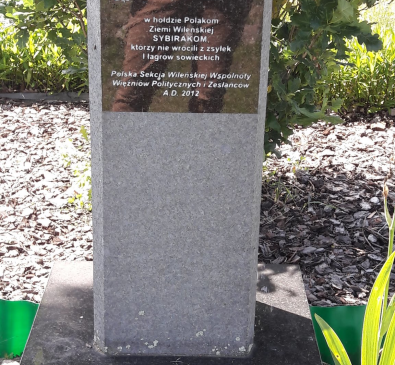 w hołdzie Polakom
Ziemi Wileńskiej
SYBIRAKOM
którzy nie wrócili z zsyłek
i łagrów sowieckich
Polska Sekcja Wileńskiej Wspólnoty
Więźniów Politycznych i Zesłańców
A.D. 2012